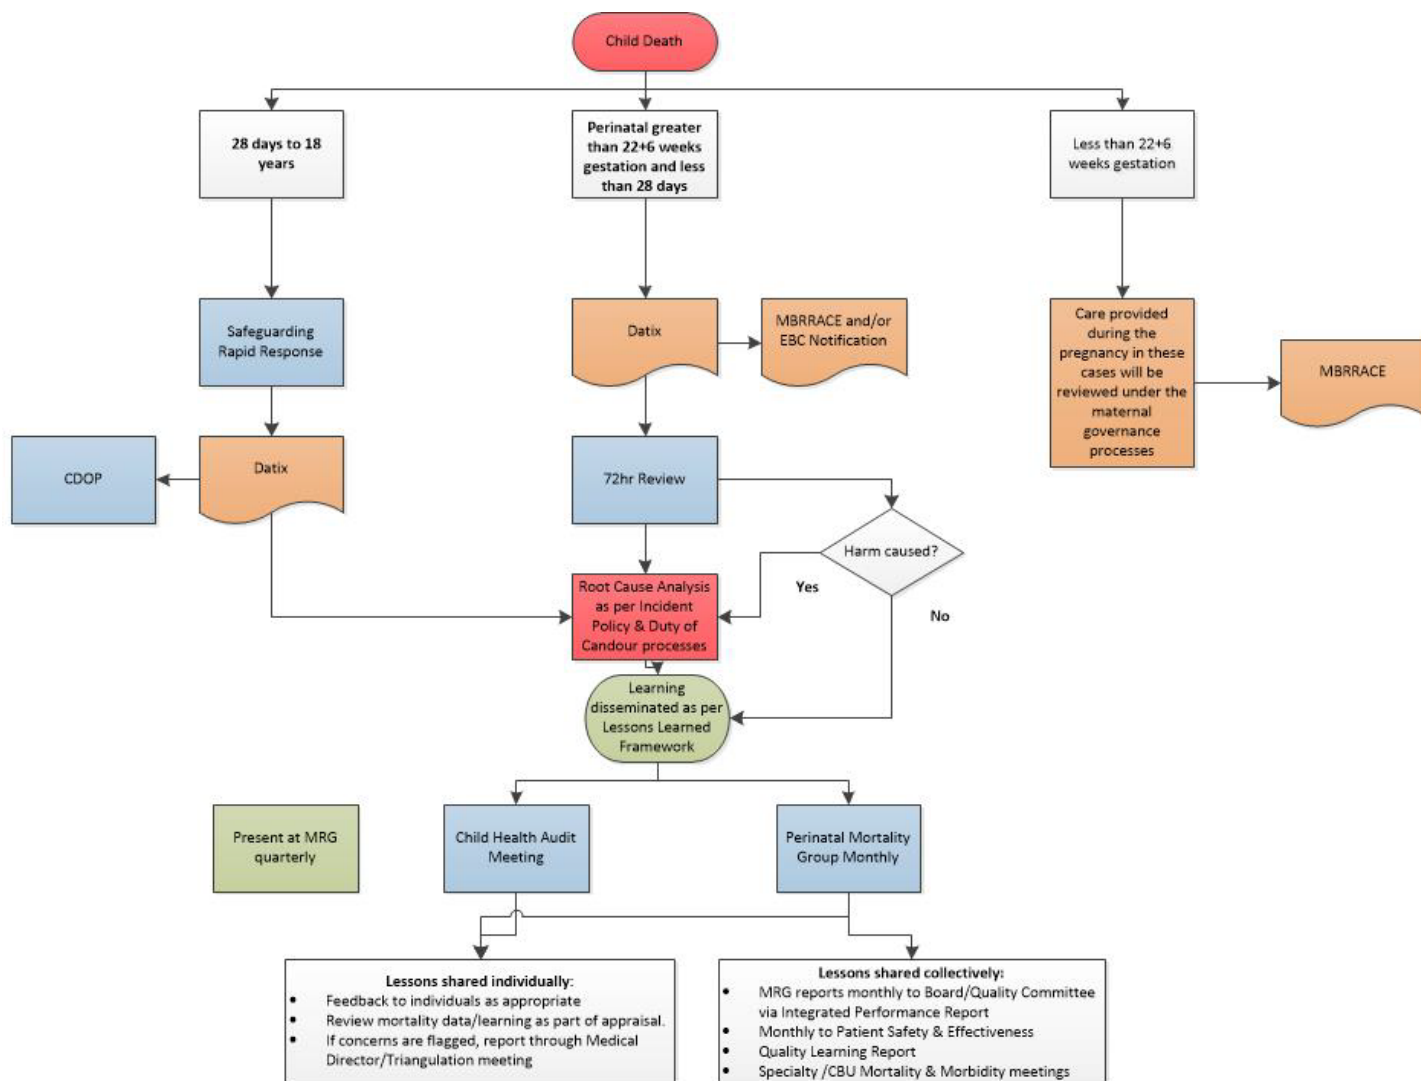 Child Death
28 days to 18
years
Perinatal greater
than 22+6 weeks
gestation and less
than 28 days
Less than 22+6
weeks gestation
Safeguarding
Rapid Response
Datix
MBRRACE and/or
EBC Notification
Care provided
during the
pregnancy in these
cases will be
reviewed under the
maternal
governance
processes
MBRRACE
CDOP
Datix
72hr Review
Harm caused?
Yes
No
Root Cause Analysis
as per Incident
Policy & Duty of
Candour processes
Learning
disseminated as per
Lessons Learned
Framework
Present at MRG
quarterly
Child Health Audit
Meeting
Perinatal Mortality
Group Monthly
Lessons shared individually:
• Feedback to individuals as appropriate
• Review mortality data/learning as part of appraisal.
• If concerns are flagged, report through Medical
Director/Triangulation meeting
Lessons shared collectively:
• MRG reports monthly to Board/Quality Committee
via Integrated Performance Report
• Monthly to Patient Safety & Effectiveness
• Quality Learning Report
• Specialty /CBU Mortality & Morbidity meetings